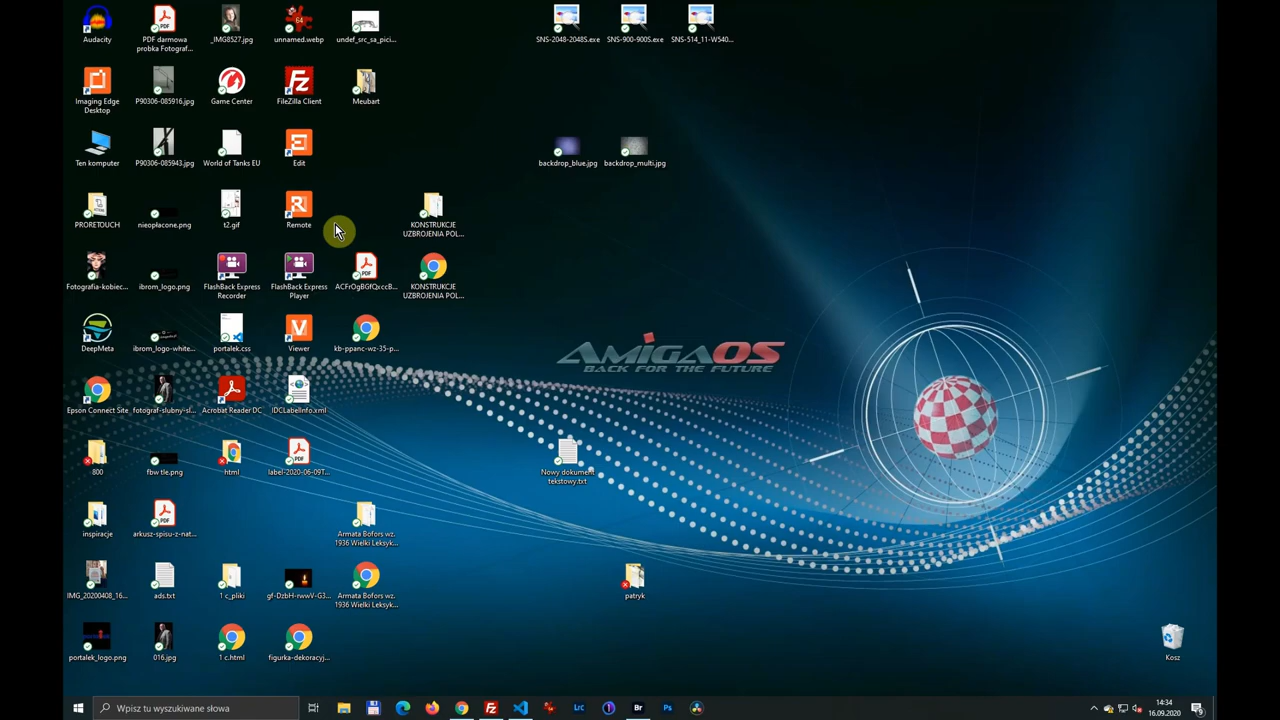 Audacity
PDF darmowa
probka Fotograf...
_IMG8527.jpg
64
unnamed.webp
undef_src_sa_pici...
SNS-2048-2048S.exe
SNS-900-900S.exe
SNS-514_11-W540...
Imaging Edge
Desktop
P90306-085916.jpg
Game Center
FileZilla Client
Meubart
Ten komputer
P90306-085943.jpg
World of Tanks EU
Edit
backdrop_blue.jpg
backdrop_multi.jpg
PRORETOUCH
nieopłacone.png
t2.gif
Remote
KONSTRUKCJE
UZBROJENIA POL...
Fotografia-kobiec...
ibrom_logo.png
FlashBack Express
Recorder
FlashBack Express
Player
ACFrOgBGfQxccB...
KONSTRUKCJE
UZBROJENIA POL...
DeepMeta
ibrom_logo-white...
portalek.css
Viewer
kb-ppanc-wz-35-p...
AMIGAOS
BACK FOR THE FUTURE
Epson Connect Site
fotograf-slubny-sl...
Acrobat Reader DC
IDCLabelInfo.xml
800
fbw tle.png
html
label-2020-06-09T...
Nowy dokument
tekstowy.txt
inspiracje
arkusz-spisu-z-nat...
Armata Bofors wz.
1936 Wielki Leksyk...
IMG_20200408_16...
ads.txt
1 c_pliki
gf-DzbH-rwwV-G3...
Armata Bofors wz.
1936 Wielki Leksyk...
patryk
portalek_logo.png
016.jpg
1 c.html
figurka-dekoracyj...
Kosz
Wpisz tu wyszukiwane słowa
Lrc
Br
Ps
14:34
16.09.2020